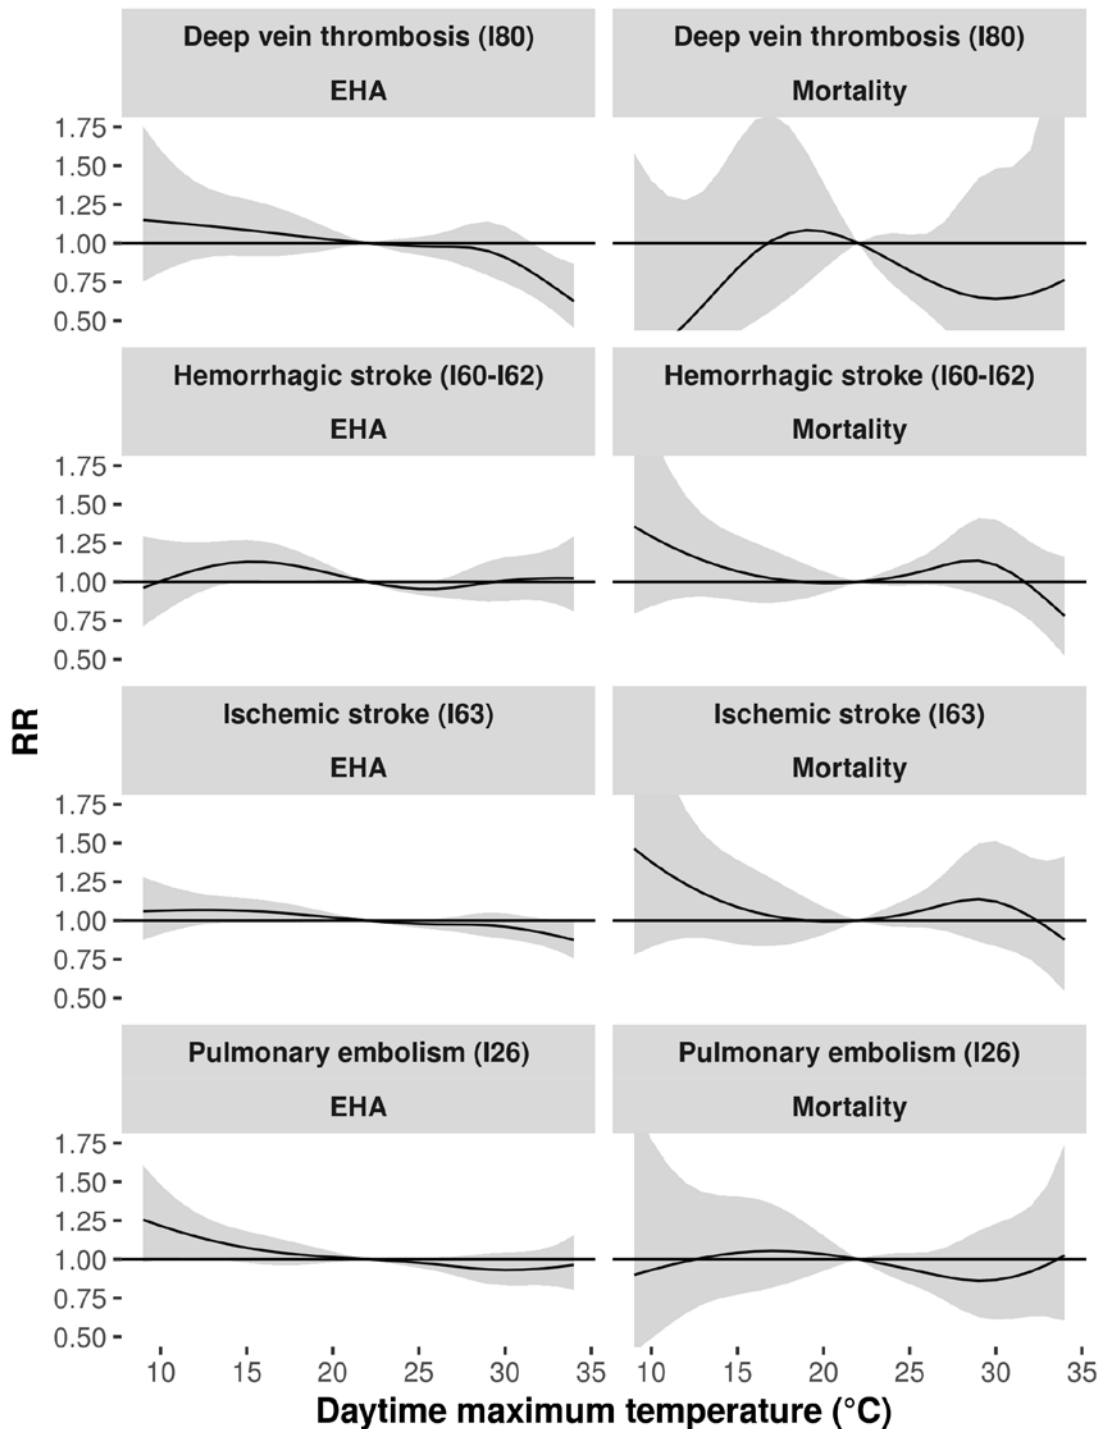 Deep vein thrombosis (I80)
EHA
Deep vein thrombosis (I80)
Mortality
1.75
1.50
1.25
1.00
0.75
0.50
Hemorrhagic stroke (I60-I62)
EHA
Hemorrhagic stroke (I60-I62)
Mortality
1.75
1.50
1.25
1.00
0.75
0.50
Ischemic stroke (I63)
EHA
Ischemic stroke (I63)
Mortality
RR
1.75
1.50
1.25
1.00
0.75
0.50
Pulmonary embolism (I26)
EHA
Pulmonary embolism (I26)
Mortality
1.75
1.50
1.25
1.00
0.75
0.50
10 15 20 25 30 35
10 15 20 25 30 35
Daytime maximum temperature (°C)